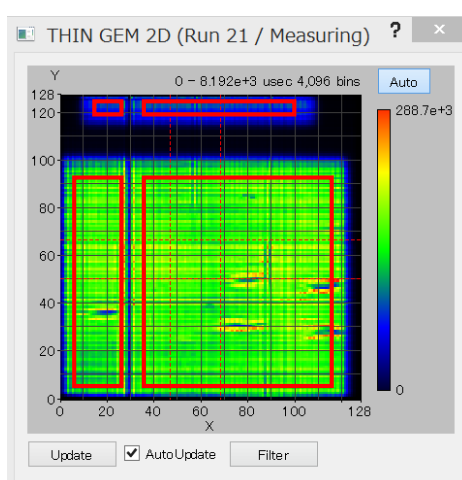 THIN GEM 2D (Run 21 / Measuring) ? ×
Y 0 - 8.192e+3 usec 4,096 bins Auto
128
120
288.7e+3
100
80
60
40
20
0
0
0 20 40 60 80 100 128
X
Update AutoUpdate Filter